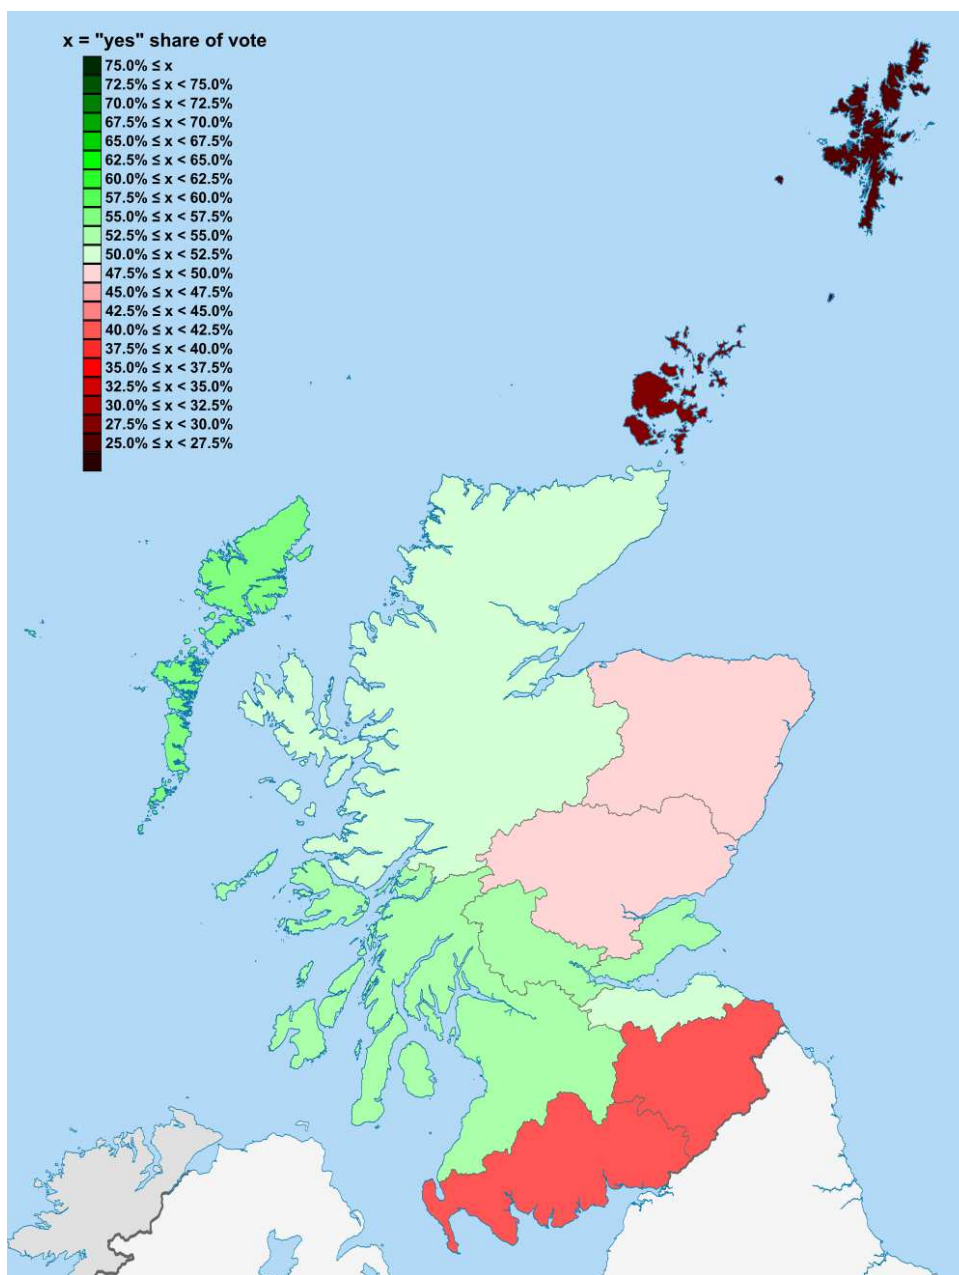 x = "yes" share of vote
75.0% ≤ x
72.5% ≤ x < 75.0%
70.0% ≤ x < 72.5%
67.5% ≤ x < 70.0%
65.0% ≤ x < 67.5%
62.5% ≤ x < 65.0%
60.0% ≤ x < 62.5%
57.5% ≤ x < 60.0%
55.0% ≤ x < 57.5%
52.5% ≤ x < 55.0%
50.0% ≤ x < 52.5%
47.5% ≤ x < 50.0%
45.0% ≤ x < 47.5%
42.5% ≤ x < 45.0%
40.0% ≤ x < 42.5%
37.5% ≤ x < 40.0%
35.0% ≤ x < 37.5%
32.5% ≤ x < 35.0%
30.0% ≤ x < 32.5%
27.5% ≤ x < 30.0%
25.0% ≤ x < 27.5%